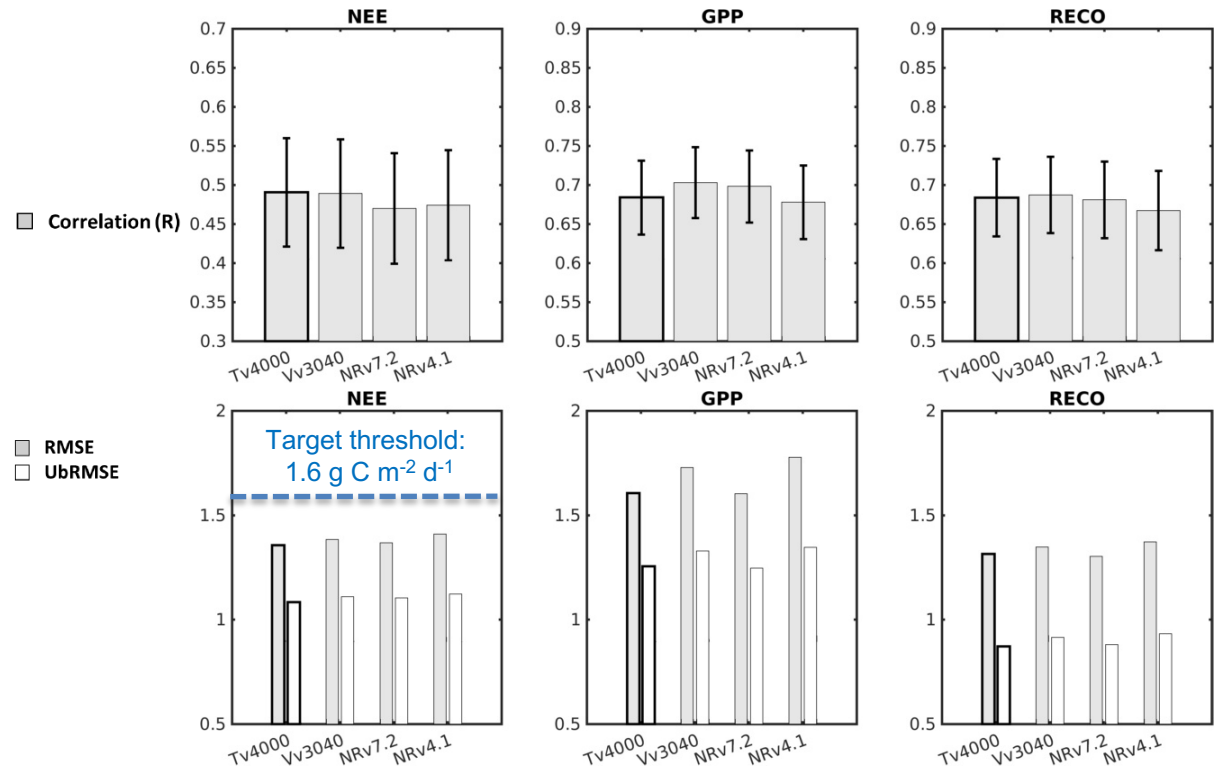 NEE
GPP
RECO
0.7
0.65
0.6
0.55
0.5
0.45
0.4
0.35
0.3
0.9
0.85
0.8
0.75
0.7
0.65
0.6
0.55
0.5
0.9
0.85
0.8
0.75
0.7
0.65
0.6
0.55
0.5
Correlation (R)
Tv4000
Vv3040
NRv7.2
NRv4.1
Tv4000
Vv3040
NRv7.2
NRv4.1
Tv4000
Vv3040
NRv7.2
NRv4.1
NEE
GPP
RECO
RMSE
UbRMSE
2
1.5
1
0.5
Target threshold:
1.6 g C m-2 d-1
2
1.5
1
0.5
2
1.5
1
0.5
Tv4000
Vv3040
NRv7.2
NRv4.1
Tv4000
Vv3040
NRv7.2
NRv4.1
Tv4000
Vv3040
NRv7.2
NRv4.1